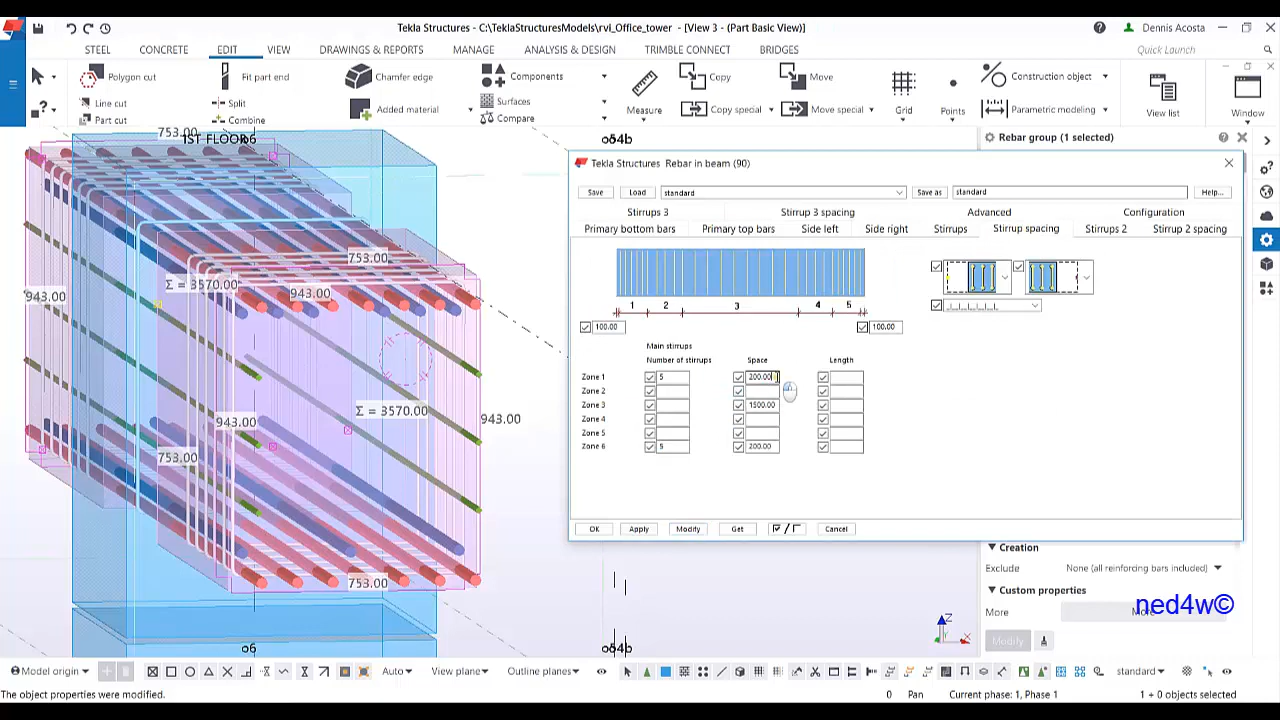 Tekla Structures - C:\TeklaStructuresModels\rvi_Office_tower - [View 3 - (Part Basic View)]
Dennis Acosta
STEEL CONCRETE EDIT VIEW DRAWINGS & REPORTS MANAGE ANALYSIS & DESIGN TRIMBLE CONNECT BRIDGES
Quick Launch
Polygon cut
Fit part end
Chamfer edge
Components
Copy
Move
Construction object
Line cut
Split
Added material
Surfaces
Measure
Copy special
Move special
Grid
Points
Parametric modeling
View list
Window
Part cut
Combine
Compare
753.00
1ST FLOOR
o54b
Rebar group (1 selected)
Tekla Structures Rebar in beam (90)
Save
Load
standard
Save as
standard
Help...
Stirrups 3
Stirrup 3 spacing
Advanced
Configuration
Primary bottom bars
Primary top bars
Side left
Side right
Stirrups
Stirrup spacing
Stirrups 2
Stirrup 2 spacing
753.00
Σ = 3570.00
943.00
943.00
1 2 3 4 5
100.00
100.00
Main stirrups
Number of stirrups Space Length
Zone 1 5 200.00
Zone 2
Zone 3 1500.00
Zone 4
Zone 5
Zone 6 5 200.00
Σ = 3570.00
943.00
943.00
753.00
OK
Apply
Modify
Get
Cancel
Creation
Exclude None (all reinforcing bars included)
Custom properties
More
More
ned4w©
753.00
Modify
Z
o6
o54b
Model origin
Auto
View plane
Outline planes
standard
The object properties were modified.
0 Pan Current phase: 1, Phase 1 1 + 0 objects selected